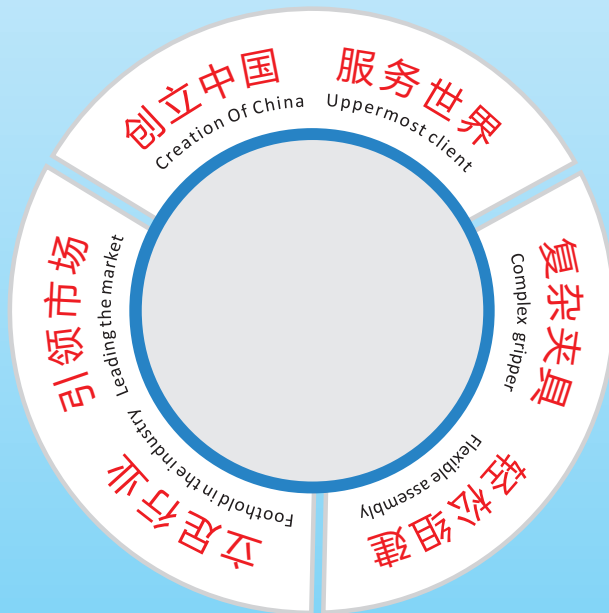 创立中国
Creation Of China
服务世界
Uppermost client
复杂夹具
Complex gripper
轻松组建
Flexible assembly
立足行业
Foothold in the industry
引领市场
Leading the market